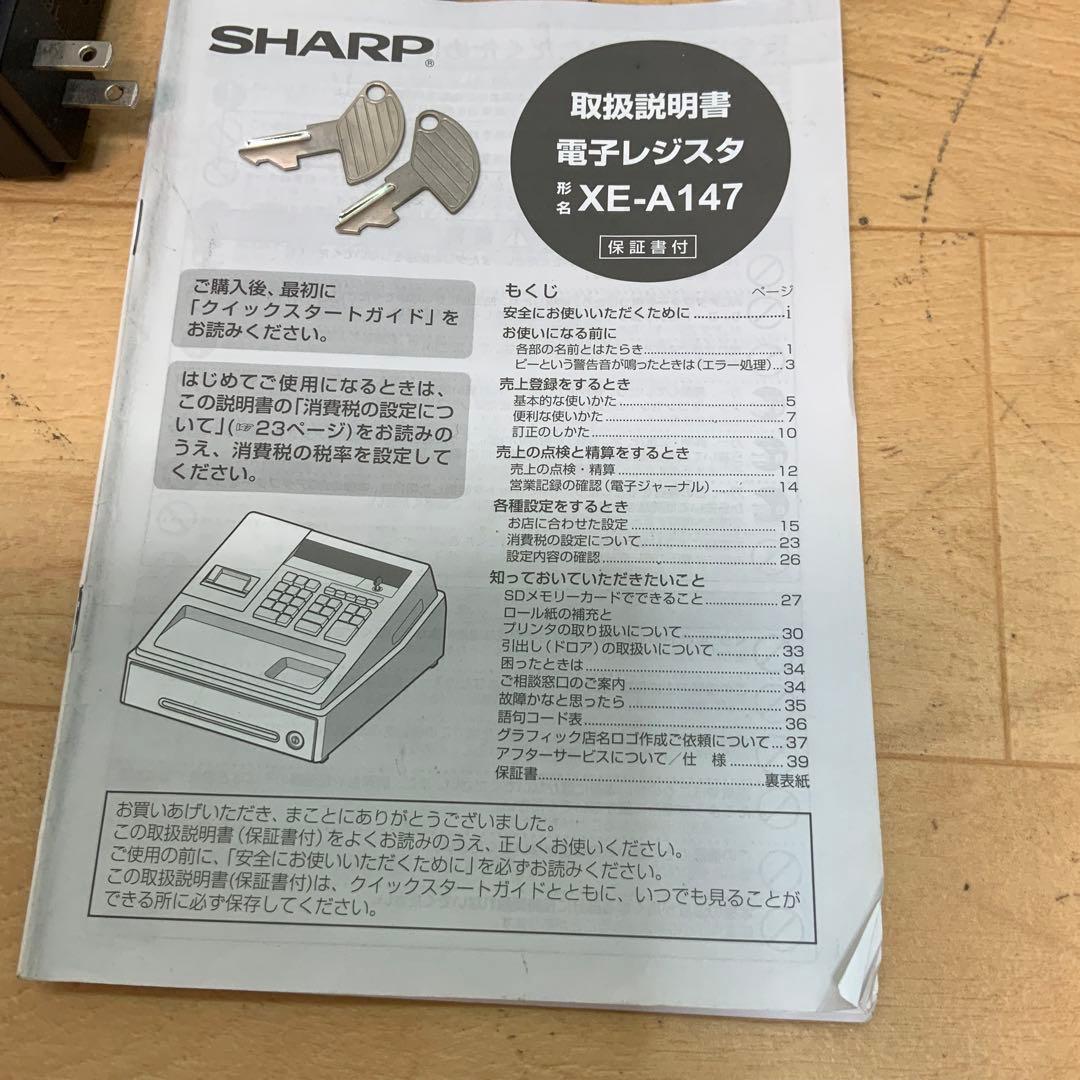 SHARP®
取扱説明書
電子レジスタ
形名 XE-A147
保証書付
ご購入後、最初に
「クイックスタートガイド」を
お読みください。
はじめてご使用になるときは、
この説明書の「消費税の設定につ
いて」(☞23ページ)をお読みの
うえ、消費税の税率を設定して
ください。
もくじ ページ
安全にお使いいただくために ........................i
お使いになる前に
各部の名前とはたらき........................1
ピーという警告音が鳴ったときは(エラー処理)...3
売上登録をするとき
基本的な使いかた........................5
便利な使いかた........................7
訂正のしかた........................10
売上の点検と精算をするとき
売上の点検・精算........................12
営業記録の確認(電子ジャーナル)................14
各種設定をするとき
お店に合わせた設定........................15
消費税の設定について........................23
設定内容の確認........................26
知っておいていただきたいこと
SDメモリーカードでできること................27
ロール紙の補充と
プリンタの取り扱いについて................30
引出し(ドロア)の取扱いについて................33
困ったときは........................34
ご相談窓口のご案内........................34
故障かなと思ったら........................35
語句コード表........................36
グラフィック店名ロゴ作成ご依頼について...37
アフターサービスについて/仕 様..........39
保証書........................裏表紙
お買いあげいただき、まことにありがとうございました。
この取扱説明書(保証書付)をよくお読みのうえ、正しくお使いください。
ご使用の前に、「安全にお使いいただくために」を必ずお読みください。
この取扱説明書(保証書付)は、クイックスタートガイドとともに、いつでも見ることが
できる所に必ず保存してください。